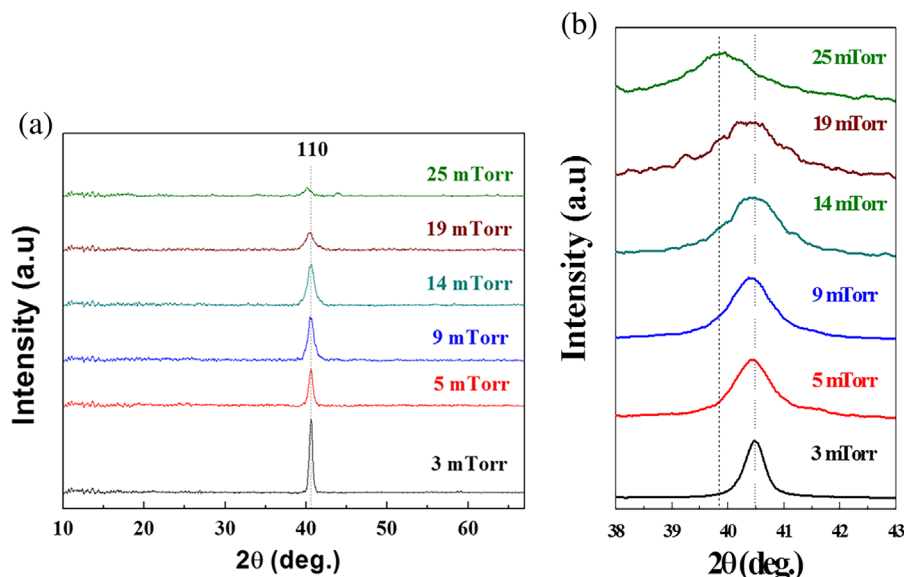 (a)
110
25 mTorr
19 mTorr
14 mTorr
9 mTorr
5 mTorr
3 mTorr
Intensity (a.u)
10 20 30 40 50 60
2θ (deg.)
(b)
25 mTorr
19 mTorr
14 mTorr
9 mTorr
5 mTorr
3 mTorr
Intensity (a.u)
38 39 40 41 42 43
2θ (deg.)